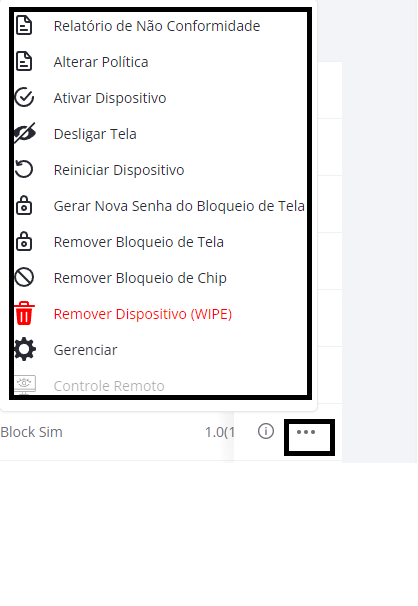 Relatório de Não Conformidade
Alterar Política
Ativar Dispositivo
Desligar Tela
Reiniciar Dispositivo
Gerar Nova Senha do Bloqueio de Tela
Remover Bloqueio de Tela
Remover Bloqueio de Chip
Remover Dispositivo (WIPE)
Gerenciar
Controle Remoto
Block Sim 1.0(1